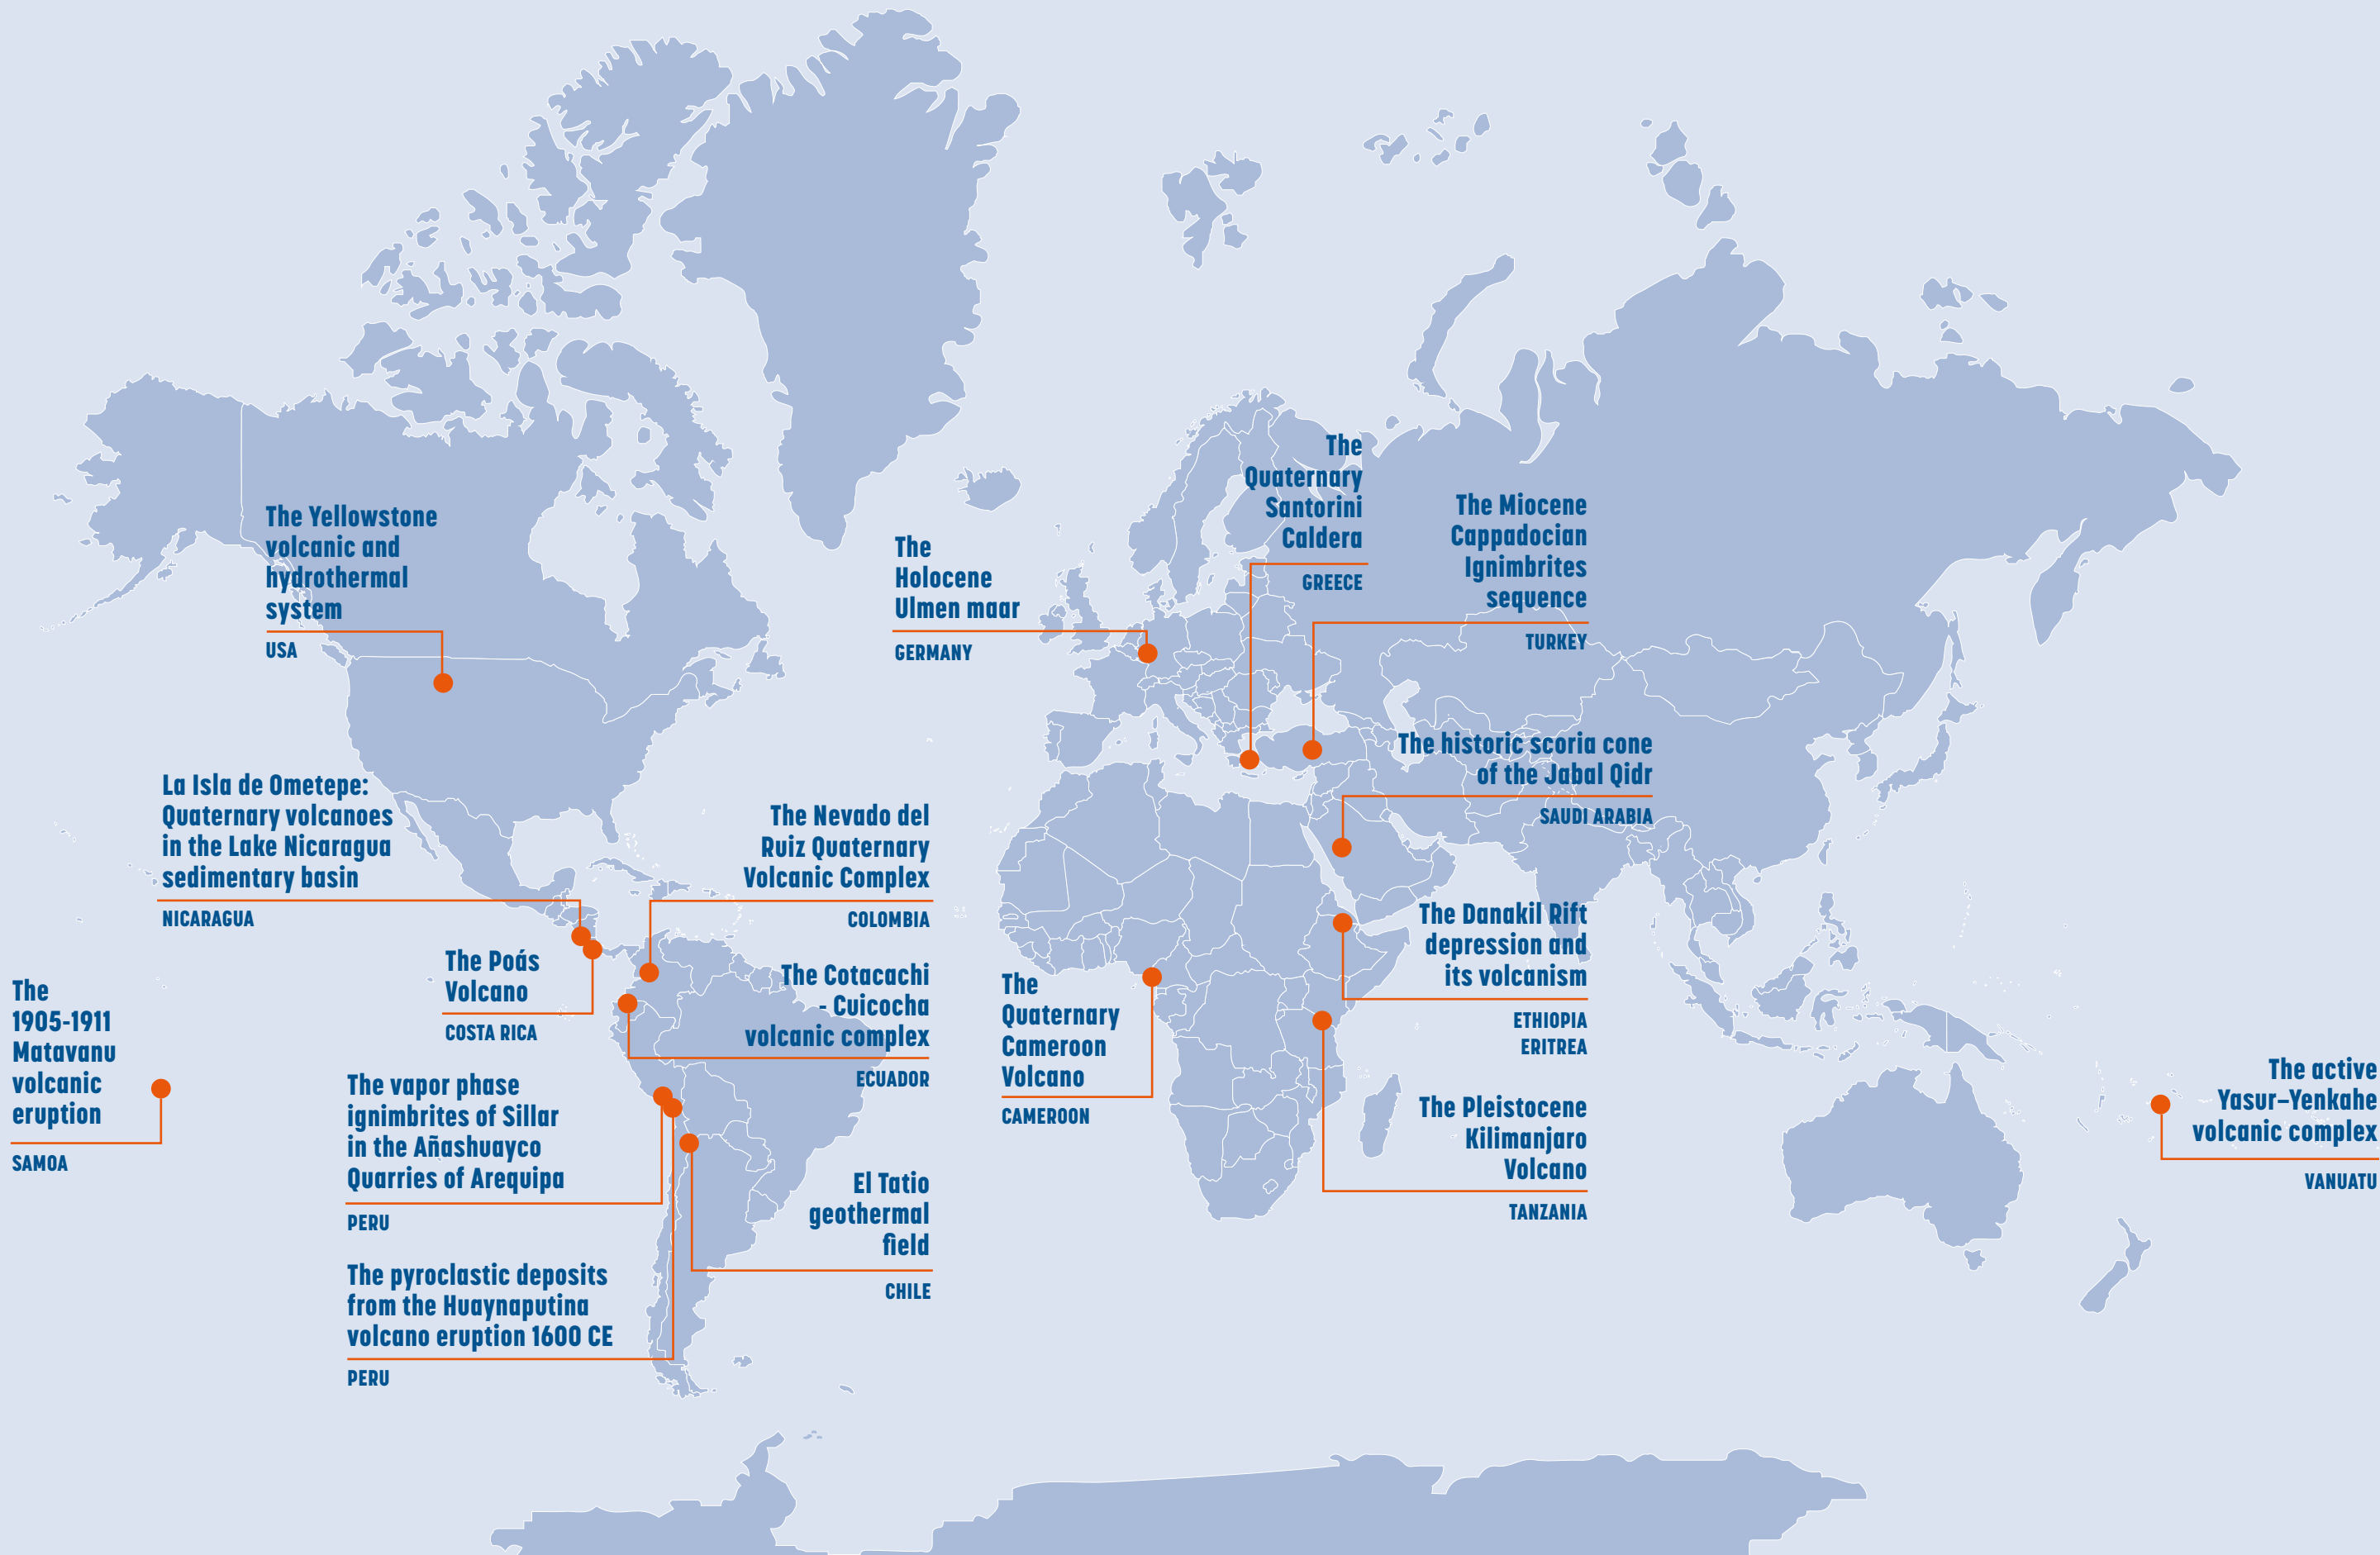 The Yellowstone
volcanic and
hydrothermal
system
USA
The
Holocene
Ulmen maar
GERMANY
The
Quaternary
Santorini
Caldera
GREECE
The Miocene
Cappadocian
Ignimbrites
sequence
TURKEY
The historic scoria cone
of the Jabal Qidr
SAUDI ARABIA
La Isla de Ometepe:
Quaternary volcanoes
in the Lake Nicaragua
sedimentary basin
NICARAGUA
The Nevado del
Ruiz Quaternary
Volcanic Complex
COLOMBIA
The Poás
Volcano
COSTA RICA
The Cotacachi
- Cuicocha
volcanic complex
ECUADOR
The
1905-1911
Matavanu
volcanic
eruption
SAMOA
The vapor phase
ignimbrites of Sillar
in the Añashuayco
Quarries of Arequipa
PERU
The pyroclastic deposits
from the Huaynaputina
volcano eruption 1600 CE
PERU
El Tatio
geothermal
field
CHILE
The
Quaternary
Cameroon
Volcano
CAMEROON
The Danakil Rift
depression and
its volcanism
ETHIOPIA
ERITREA
The Pleistocene
Kilimanjaro
Volcano
TANZANIA
The active
Yasur–Yenkahe
volcanic complex
VANUATU